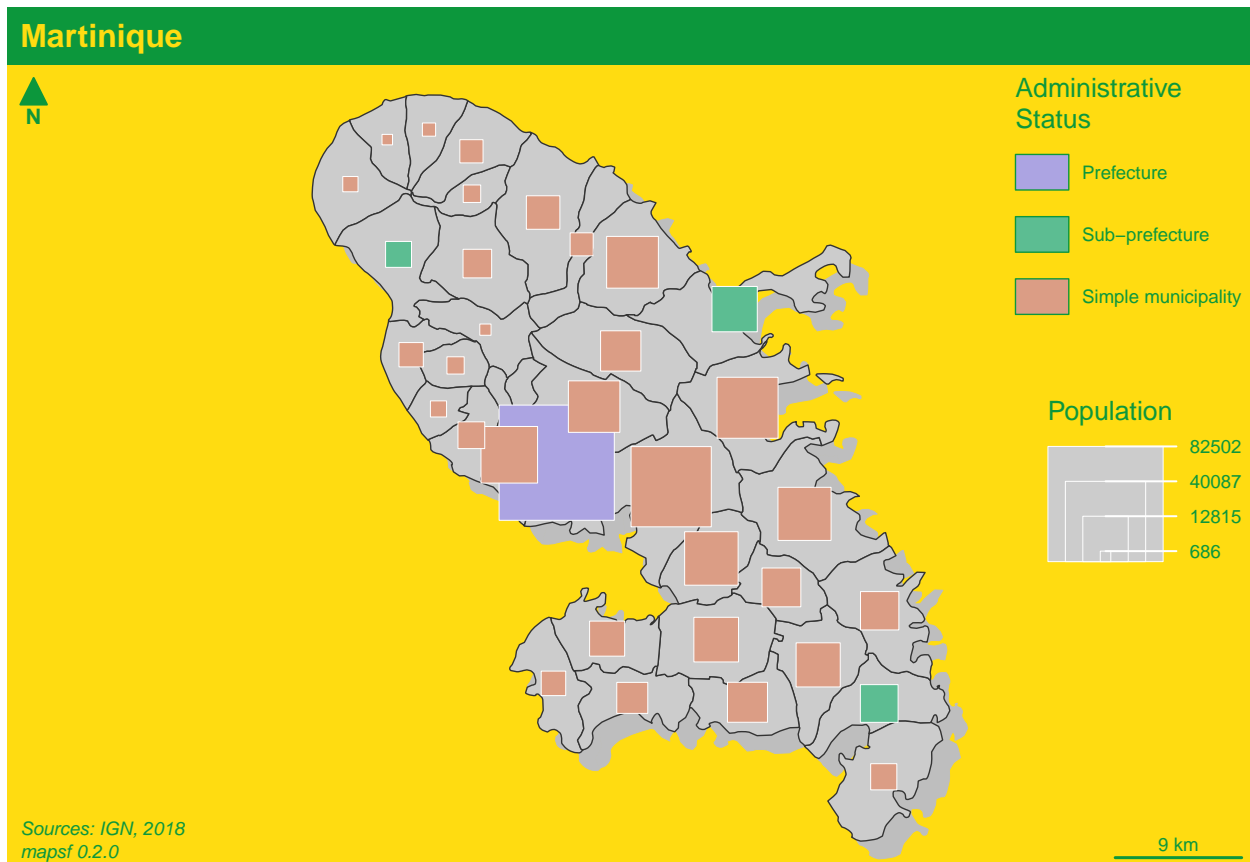 Martinique
N
Administrative
Status
Prefecture
Sub−prefecture
Simple municipality
Population
82502
40087
12815
686
Sources: IGN, 2018
mapsf 0.2.0
9 km